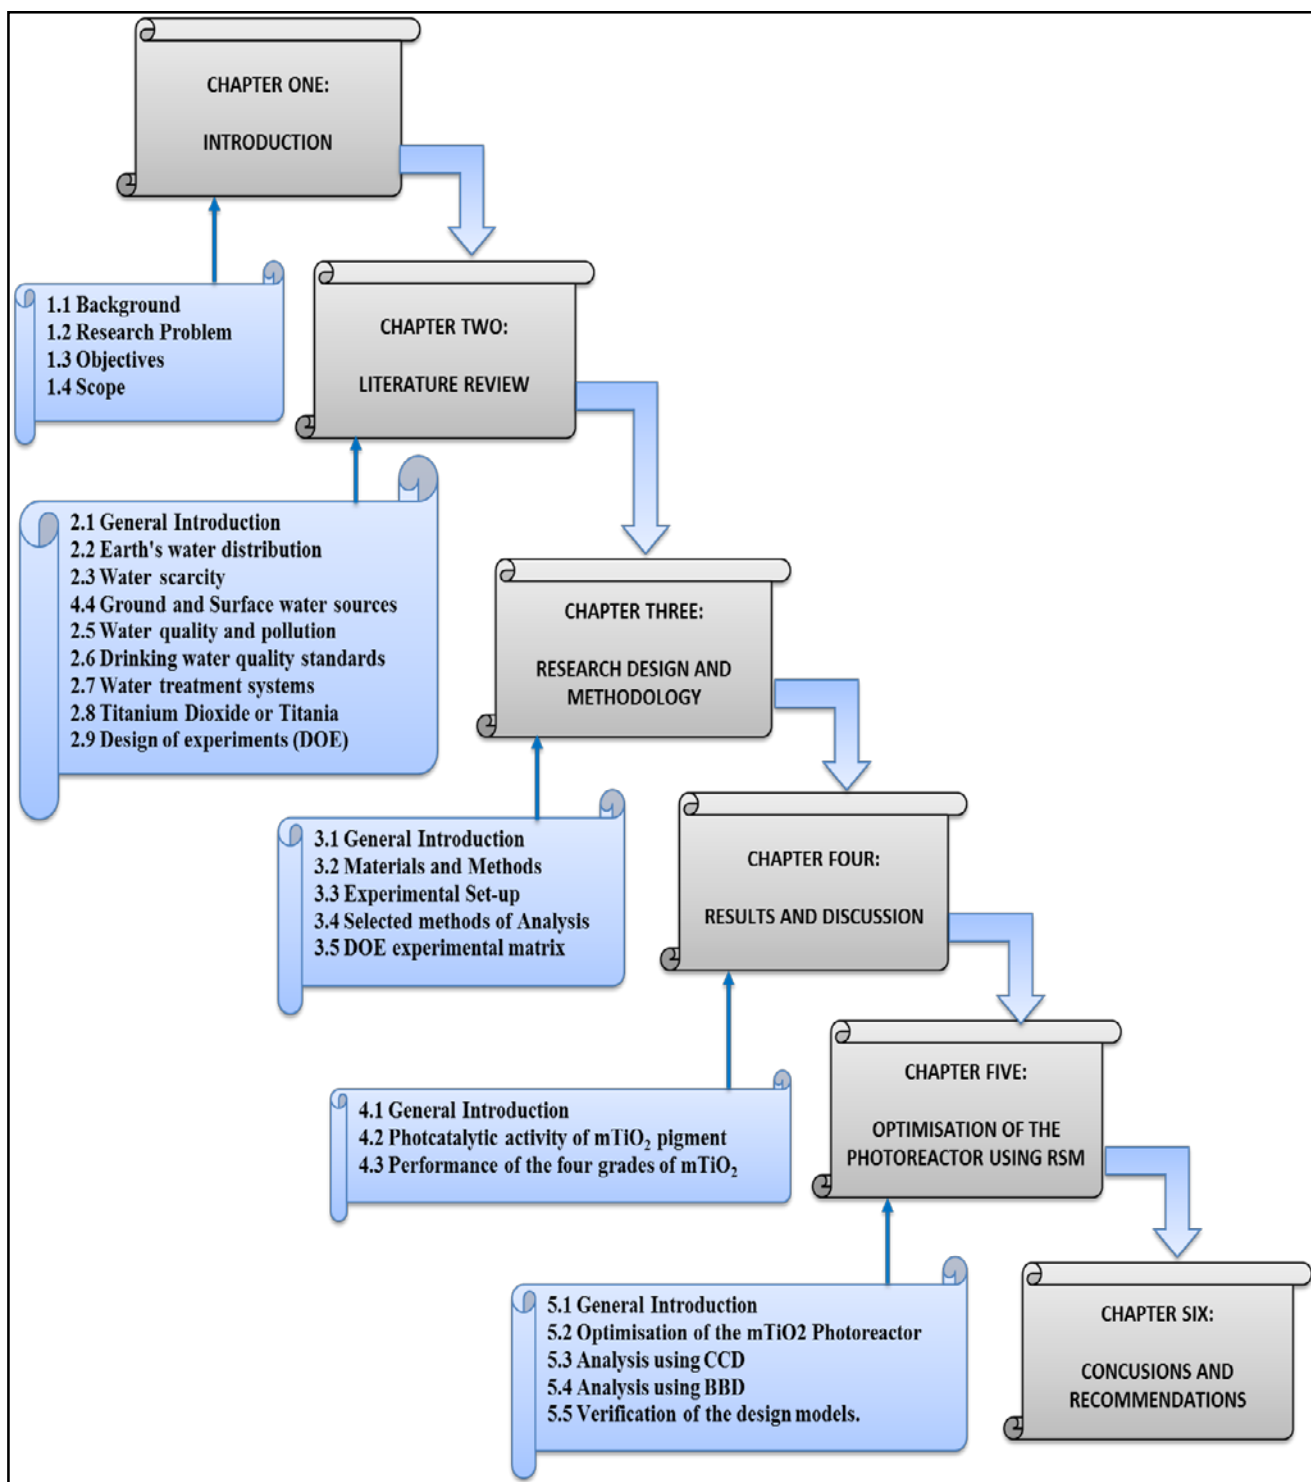 CHAPTER ONE:
INTRODUCTION
1.1 Background
1.2 Research Problem
1.3 Objectives
1.4 Scope
CHAPTER TWO:
LITERATURE REVIEW
2.1 General Introduction
2.2 Earth's water distribution
2.3 Water scarcity
4.4 Ground and Surface water sources
2.5 Water quality and pollution
2.6 Drinking water quality standards
2.7 Water treatment systems
2.8 Titanium Dioxide or Titania
2.9 Design of experiments (DOE)
CHAPTER THREE:
RESEARCH DESIGN AND
METHODOLOGY
3.1 General Introduction
3.2 Materials and Methods
3.3 Experimental Set-up
3.4 Selected methods of Analysis
3.5 DOE experimental matrix
CHAPTER FOUR:
RESULTS AND DISCUSSION
4.1 General Introduction
4.2 Photcatalytic activity of mTiO₂ pigment
4.3 Performance of the four grades of mTiO₂
CHAPTER FIVE:
OPTIMISATION OF THE
PHOTOREACTOR USING RSM
5.1 General Introduction
5.2 Optimisation of the mTiO2 Photoreactor
5.3 Analysis using CCD
5.4 Analysis using BBD
5.5 Verification of the design models.
CHAPTER SIX:
CONCUSIONS AND
RECOMMENDATIONS